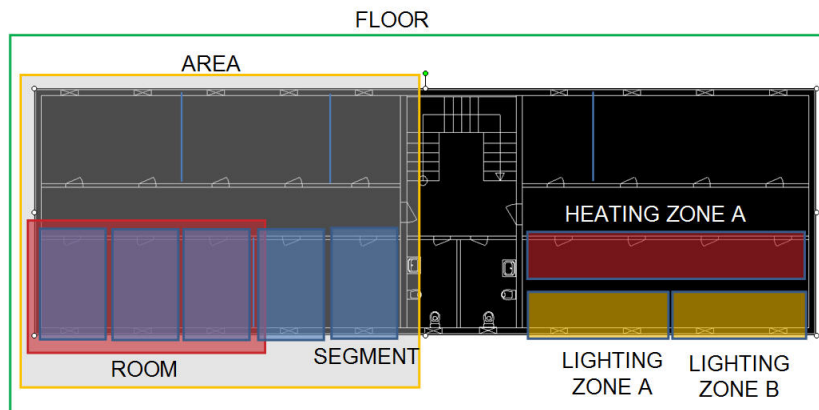 FLOOR
AREA
HEATING ZONE A
ROOM
SEGMENT
LIGHTING
ZONE A
LIGHTING
ZONE B